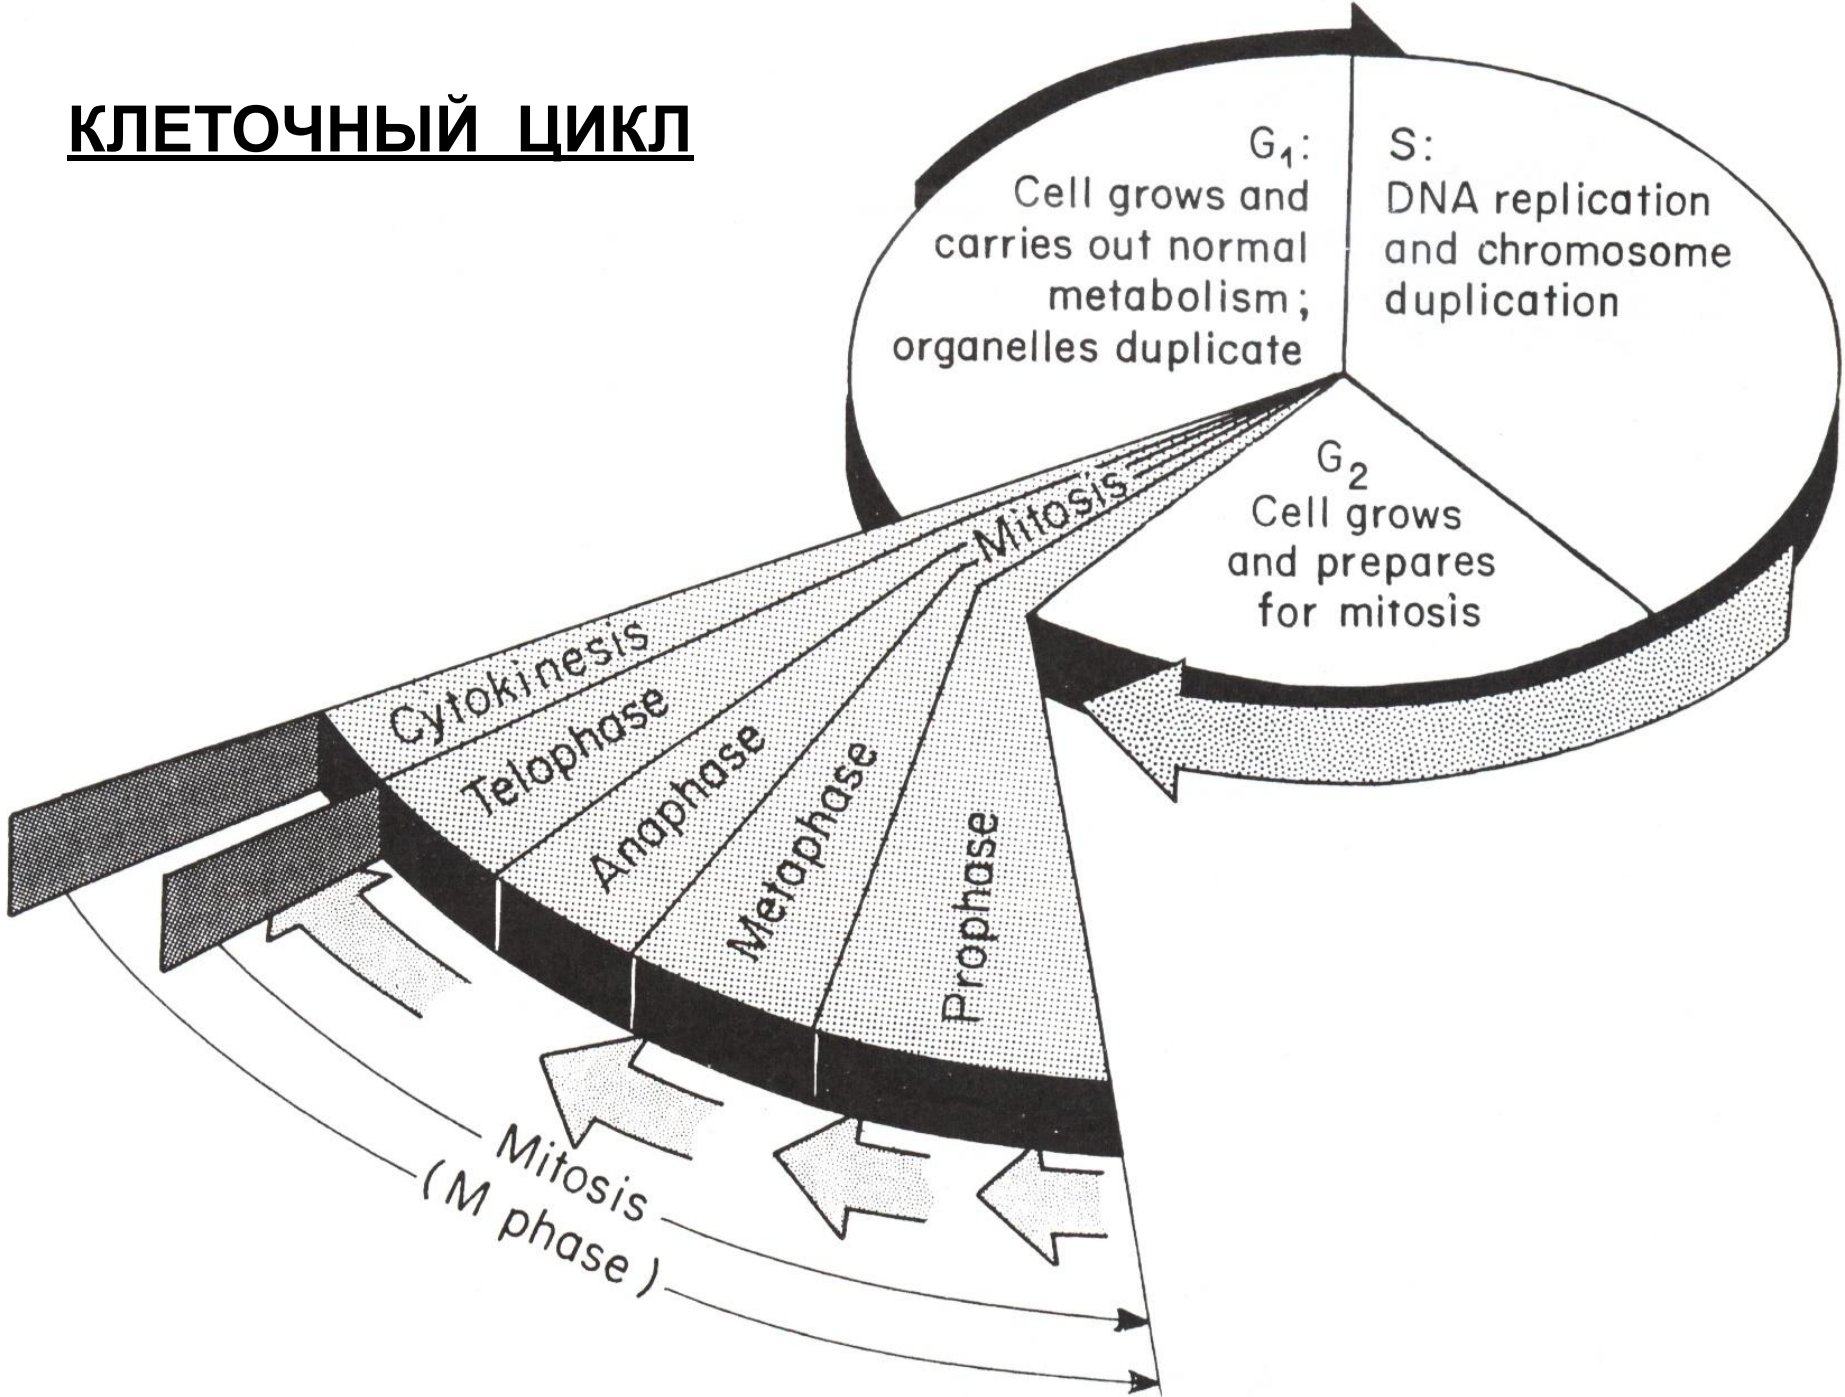 КЛЕТОЧНЫЙ ЦИКЛ
G₁:
Cell grows and
carries out normal
metabolism;
organelles duplicate
S:
DNA replication
and chromosome
duplication
G₂
Cell grows
and prepares
for mitosis
Mitosis
Cytokinesis
Telophase
Anaphase
Metaphase
Prophase
Mitosis
(M phase)